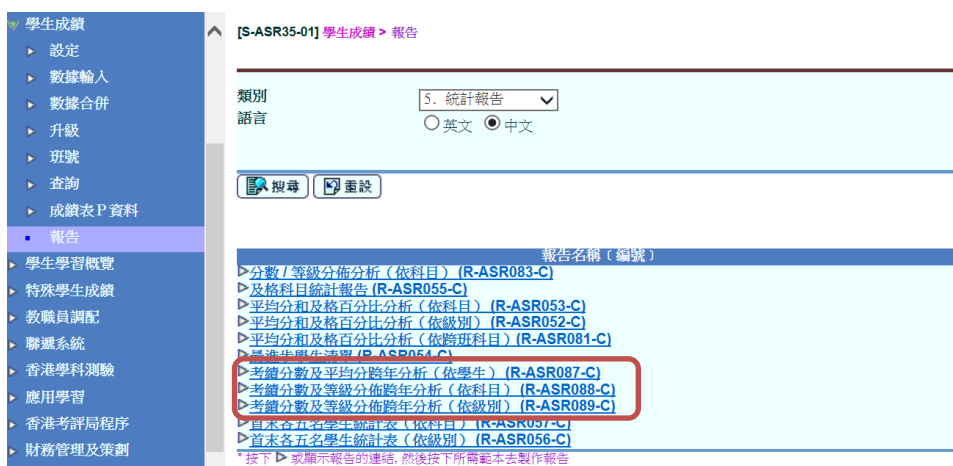 學生成績
設定
數據輸入
數據合併
升級
班號
查詢
成績表P資料
報告
學生學習概覽
特殊學生成績
教職員調配
聯遞系統
香港學科測驗
應用學習
香港考評局程序
財務管理及策劃
[S-ASR35-01] 學生成績 > 報告
類別 5. 統計報告
語言 英文 中文
搜尋 重設
報告名稱﹝編號﹞
分數 / 等級分佈分析（依科目） (R-ASR083-C)
及格科目統計報告 (R-ASR055-C)
平均分和及格百分比分析（依科目） (R-ASR053-C)
平均分和及格百分比分析（依級別） (R-ASR052-C)
平均分和及格百分比分析（依跨班科目） (R-ASR081-C)
最進步學生清單 (R-ASR054-C)
考績分數及平均分跨年分析（依學生） (R-ASR087-C)
考績分數及等級分佈跨年分析（依科目） (R-ASR088-C)
考績分數及等級分佈跨年分析（依級別） (R-ASR089-C)
首末各五名學生統計表（依科目） (R-ASR057-C)
首末各五名學生統計表（依級別） (R-ASR056-C)
* 按下 ▷ 或顯示報告的連結, 然後按下所需範本去製作報告